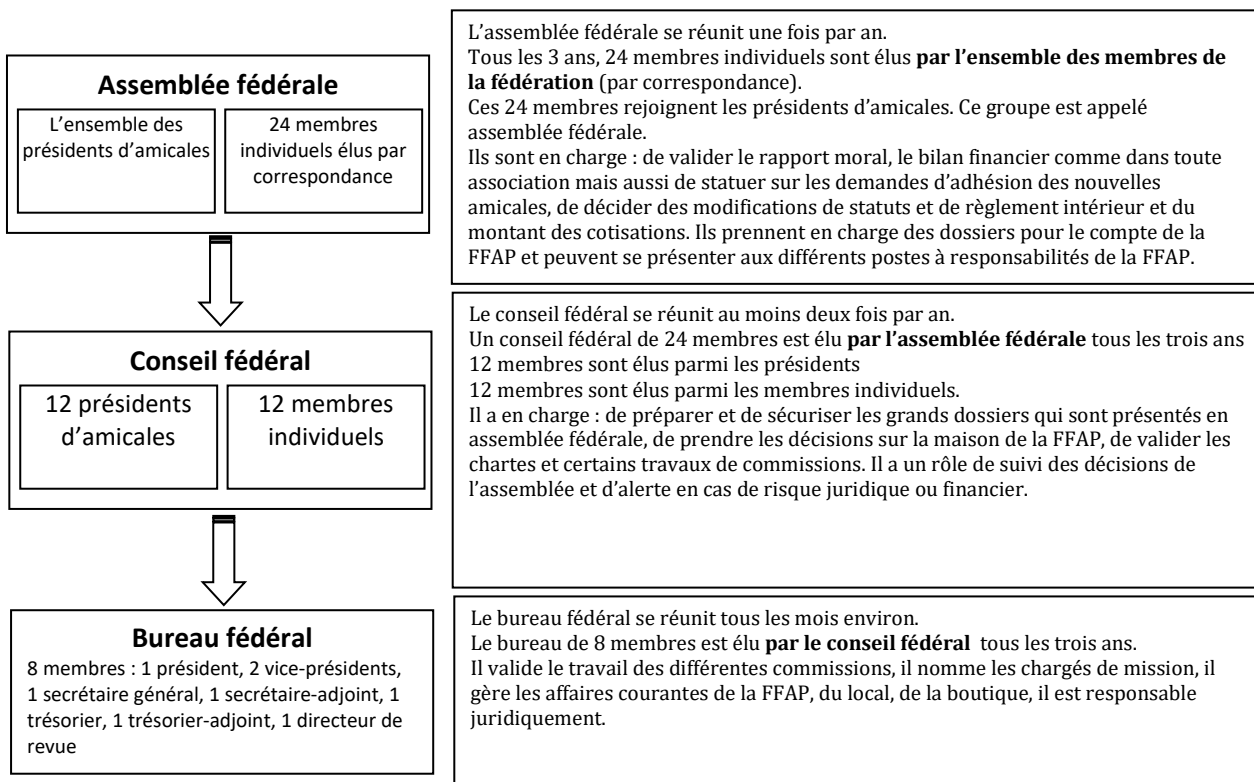 Assemblée fédérale
L’ensemble des
présidents d’amicales
24 membres
individuels élus par
correspondance
L’assemblée fédérale se réunit une fois par an.
Tous les 3 ans, 24 membres individuels sont élus par l’ensemble des membres de
la fédération (par correspondance).
Ces 24 membres rejoignent les présidents d’amicales. Ce groupe est appelé
assemblée fédérale.
Ils sont en charge : de valider le rapport moral, le bilan financier comme dans toute
association mais aussi de statuer sur les demandes d’adhésion des nouvelles
amicales, de décider des modifications de statuts et de règlement intérieur et du
montant des cotisations. Ils prennent en charge des dossiers pour le compte de la
FFAP et peuvent se présenter aux différents postes à responsabilités de la FFAP.
Conseil fédéral
12 présidents
d’amicales
12 membres
individuels
Le conseil fédéral se réunit au moins deux fois par an.
Un conseil fédéral de 24 membres est élu par l’assemblée fédérale tous les trois ans
12 membres sont élus parmi les présidents
12 membres sont élus parmi les membres individuels.
Il a en charge : de préparer et de sécuriser les grands dossiers qui sont présentés en
assemblée fédérale, de prendre les décisions sur la maison de la FFAP, de valider les
chartes et certains travaux de commissions. Il a un rôle de suivi des décisions de
l’assemblée et d’alerte en cas de risque juridique ou financier.
Bureau fédéral
8 membres : 1 président, 2 vice-présidents,
1 secrétaire général, 1 secrétaire-adjoint, 1
trésorier, 1 trésorier-adjoint, 1 directeur de
revue
Le bureau fédéral se réunit tous les mois environ.
Le bureau de 8 membres est élu par le conseil fédéral tous les trois ans.
Il valide le travail des différentes commissions, il nomme les chargés de mission, il
gère les affaires courantes de la FFAP, du local, de la boutique, il est responsable
juridiquement.